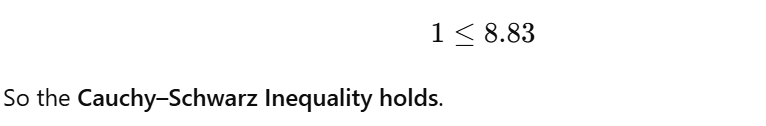 1 ≤ 8.83
So the Cauchy–Schwarz Inequality holds.